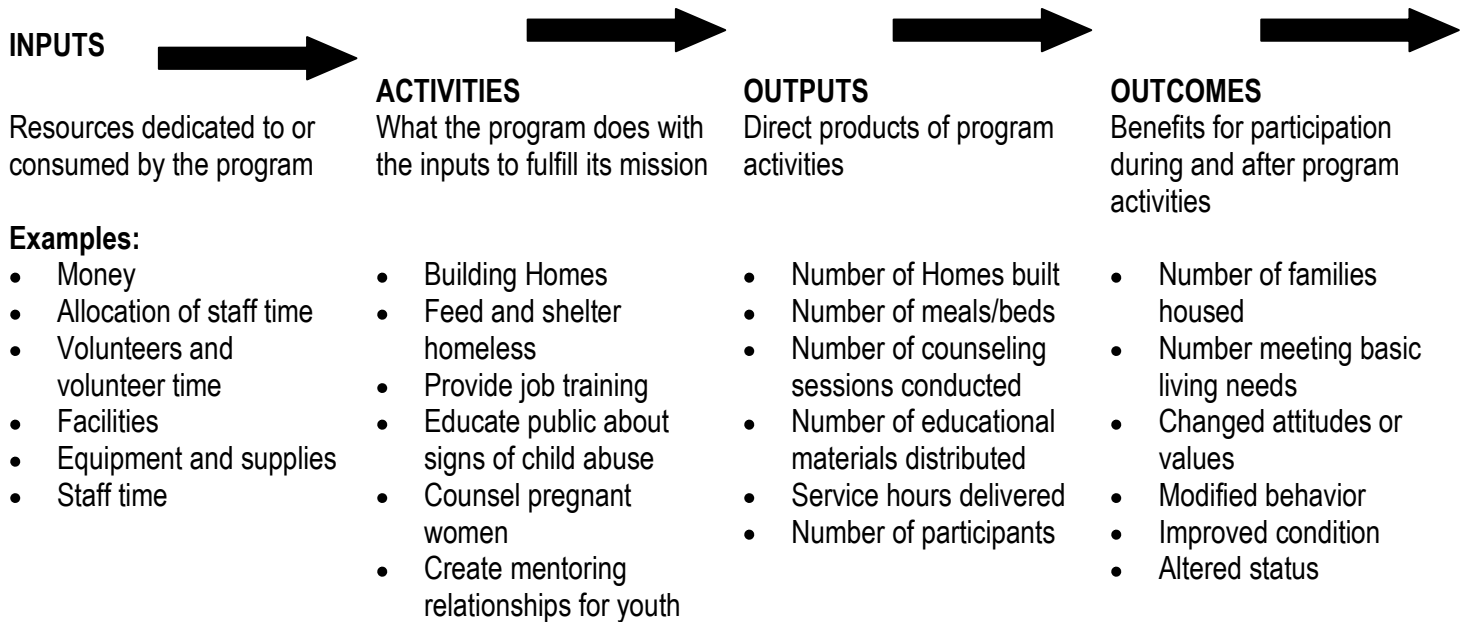 INPUTS
Resources dedicated to or
consumed by the program
Examples:
• Money
• Allocation of staff time
• Volunteers and
volunteer time
• Facilities
• Equipment and supplies
• Staff time
ACTIVITIES
What the program does with
the inputs to fulfill its mission
• Building Homes
• Feed and shelter
homeless
• Provide job training
• Educate public about
signs of child abuse
• Counsel pregnant
women
• Create mentoring
relationships for youth
OUTPUTS
Direct products of program
activities
• Number of Homes built
• Number of meals/beds
• Number of counseling
sessions conducted
• Number of educational
materials distributed
• Service hours delivered
• Number of participants
OUTCOMES
Benefits for participation
during and after program
activities
• Number of families
housed
• Number meeting basic
living needs
• Changed attitudes or
values
• Modified behavior
• Improved condition
• Altered status